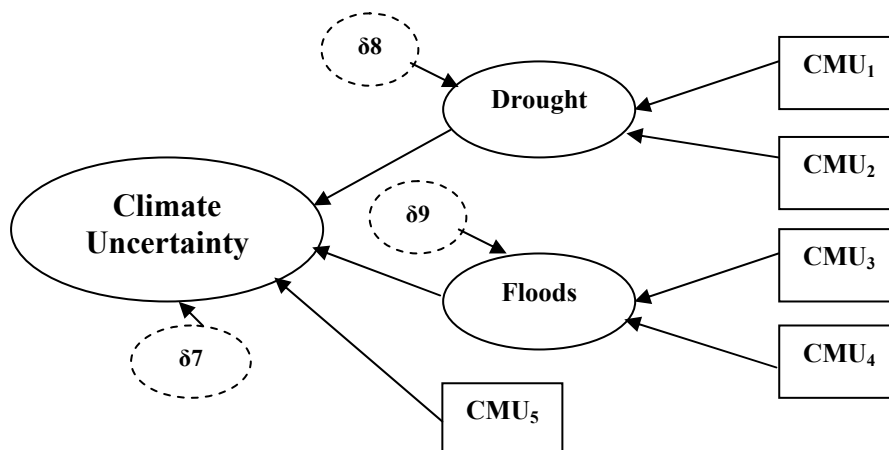 δ8
Drought
CMU₁
CMU₂
Climate
Uncertainty
δ9
Floods
CMU₃
CMU₄
δ7
CMU₅